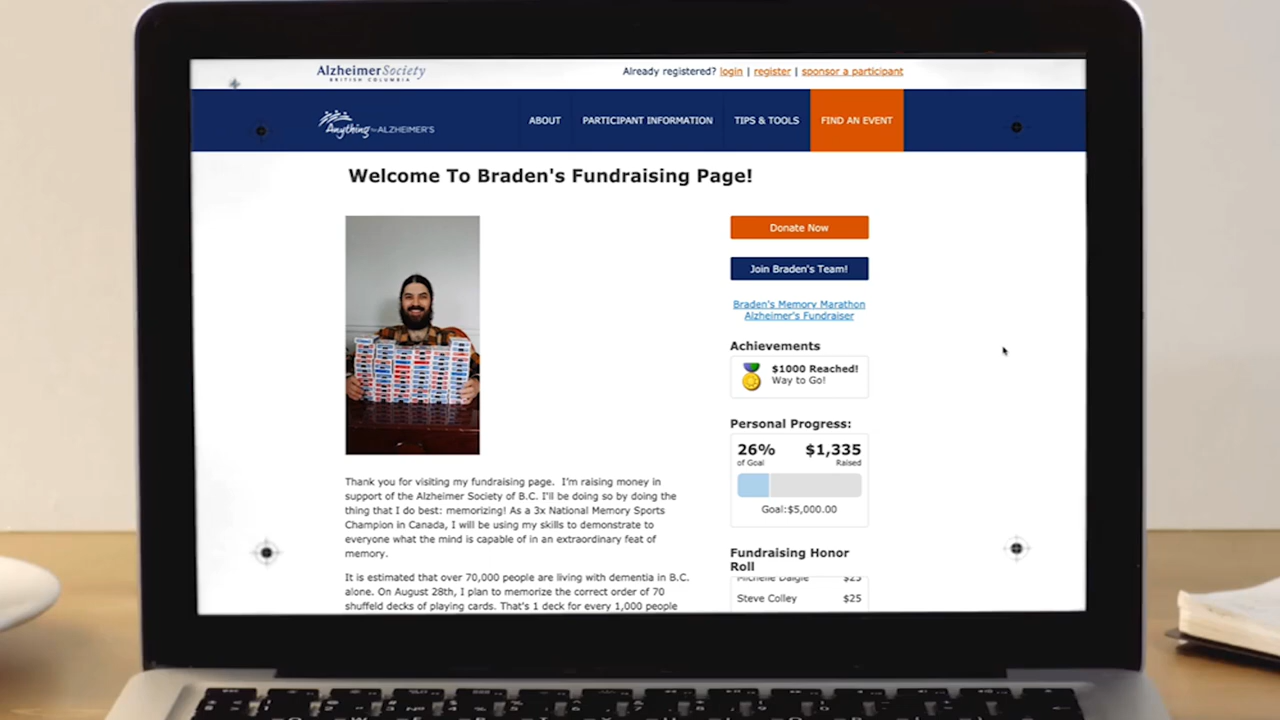 AlzheimerSociety
BRITISH COLUMBIA
Already registered? login | register | sponsor a participant
Anything for ALZHEIMER'S
ABOUT
PARTICIPANT INFORMATION
TIPS & TOOLS
FIND AN EVENT
Welcome To Braden's Fundraising Page!
Donate Now
Join Braden's Team!
Braden's Memory Marathon
Alzheimer's Fundraiser
Achievements
$1000 Reached!
Way to Go!
Personal Progress:
26% $1,335
of Goal Raised
Goal:$5,000.00
Fundraising Honor
Roll
Michelle Daigle $25
Steve Colley $25
Thank you for visiting my fundraising page. I'm raising money in
support of the Alzheimer Society of B.C. I'll be doing so by doing the
thing that I do best: memorizing! As a 3x National Memory Sports
Champion in Canada, I will be using my skills to demonstrate to
everyone what the mind is capable of in an extraordinary feat of
memory.
It is estimated that over 70,000 people are living with dementia in B.C.
alone. On August 28th, I plan to memorize the correct order of 70
shuffeld decks of playing cards. That's 1 deck for every 1,000 people